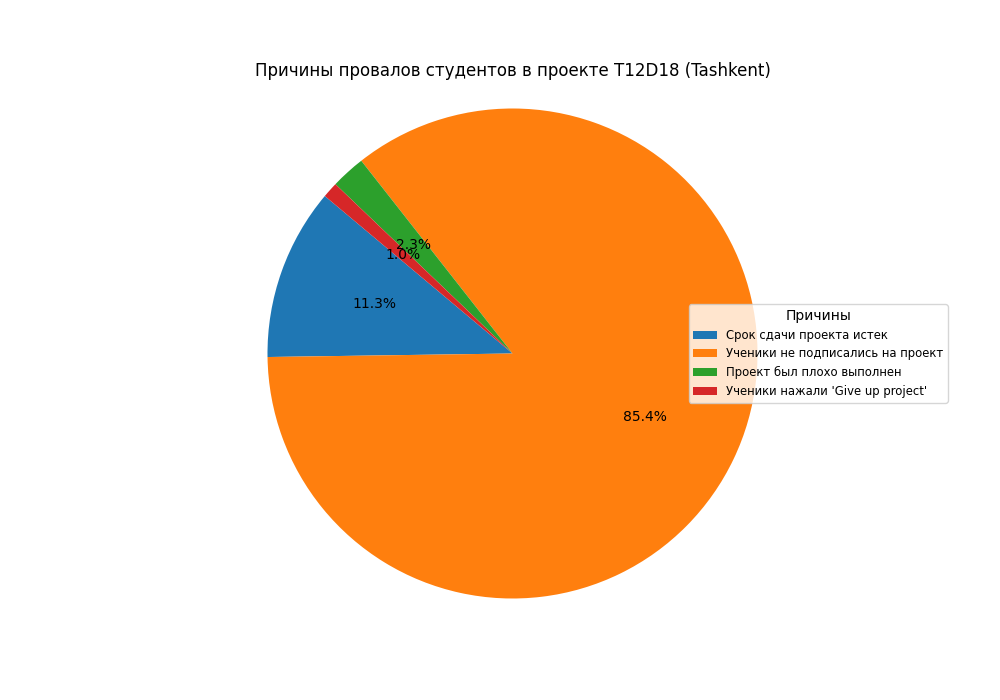 Причины провалов студентов в проекте T12D18 (Tashkent)
2.3%
1.0%
11.3%
85.4%
Причины
Срок сдачи проекта истек
Ученики не подписались на проект
Проект был плохо выполнен
Ученики нажали 'Give up project'